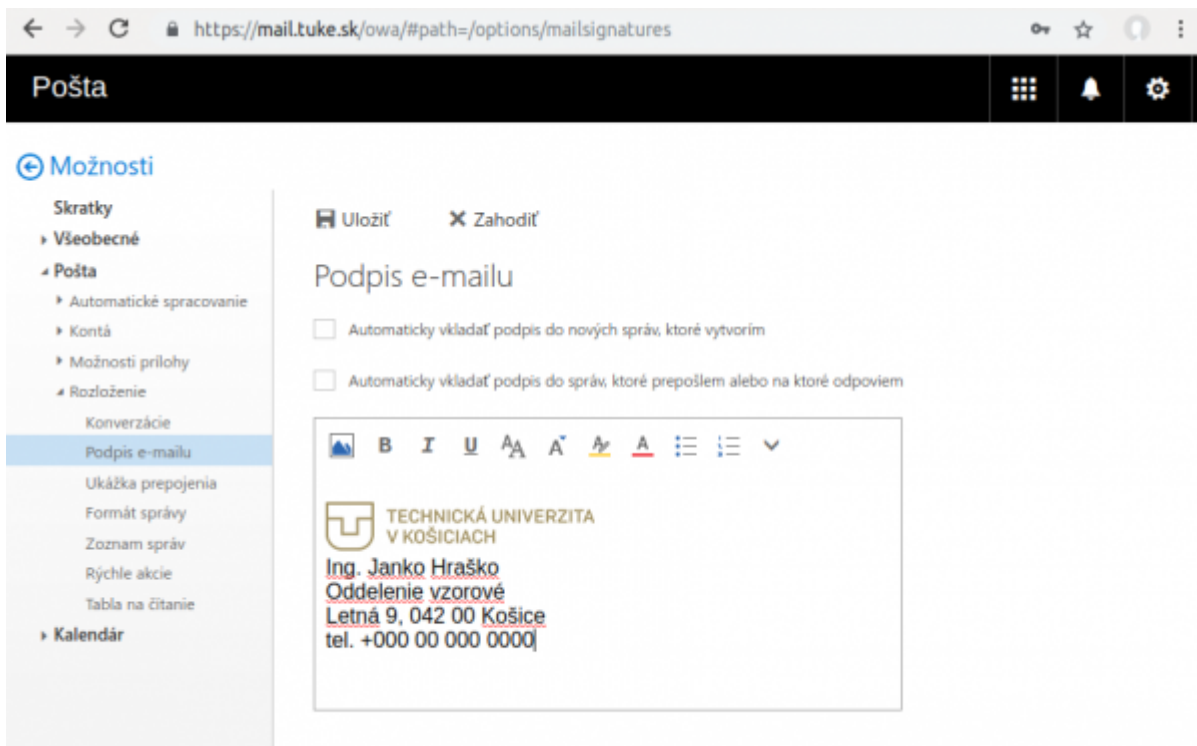 https://mail.tuke.sk/owa/#path=/options/mailsignatures
Pošta
Možnosti
Skratky
Všeobecné
Pošta
Automatické spracovanie
Kontá
Možnosti prílohy
Rozloženie
Konverzácie
Podpis e-mailu
Ukážka prepojenia
Formát správy
Zoznam správ
Rýchle akcie
Tabla na čítanie
Kalendár
Uložiť Zahodiť
Podpis e-mailu
Automaticky vkladať podpis do nových správ, ktoré vytvorím
Automaticky vkladať podpis do správ, ktoré prepošlem alebo na ktoré odpoviem
B I U AA A A A
TECHNICKÁ UNIVERZITA
V KOŠICIACH
Ing. Janko Hraško
Oddelenie vzorové
Letná 9, 042 00 Košice
tel. +000 00 000 0000